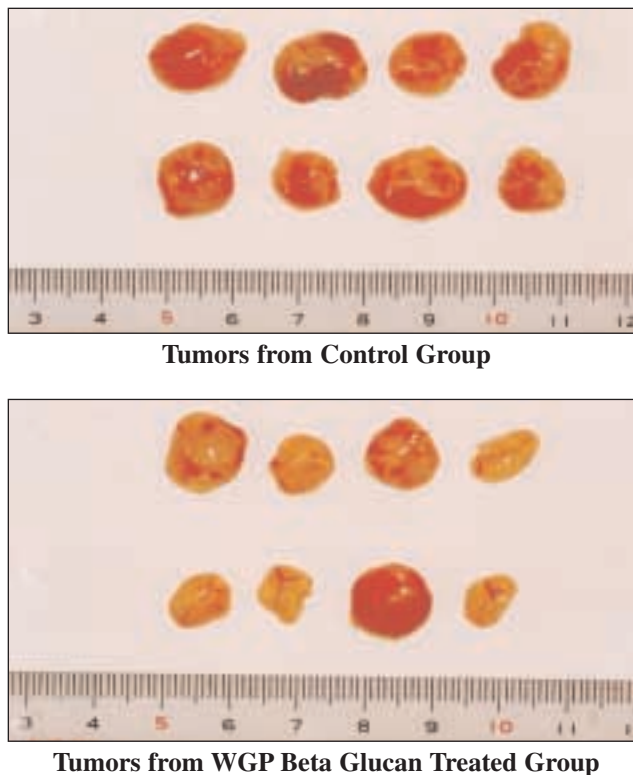 3 4 5 6 7 8 9 10 11 12
Tumors from Control Group
3 4 5 6 7 8 9 10 11
Tumors from WGP Beta Glucan Treated Group